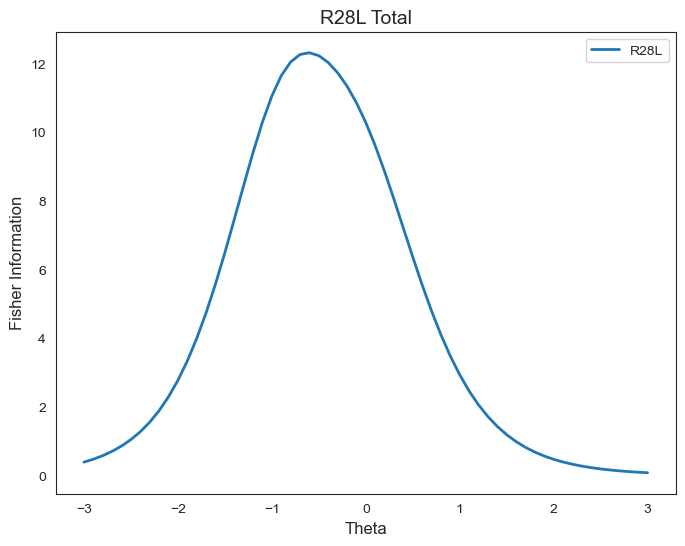 R28L Total
R28L
Fisher Information
12
10
8
6
4
2
0
−3 −2 −1 0 1 2 3
Theta